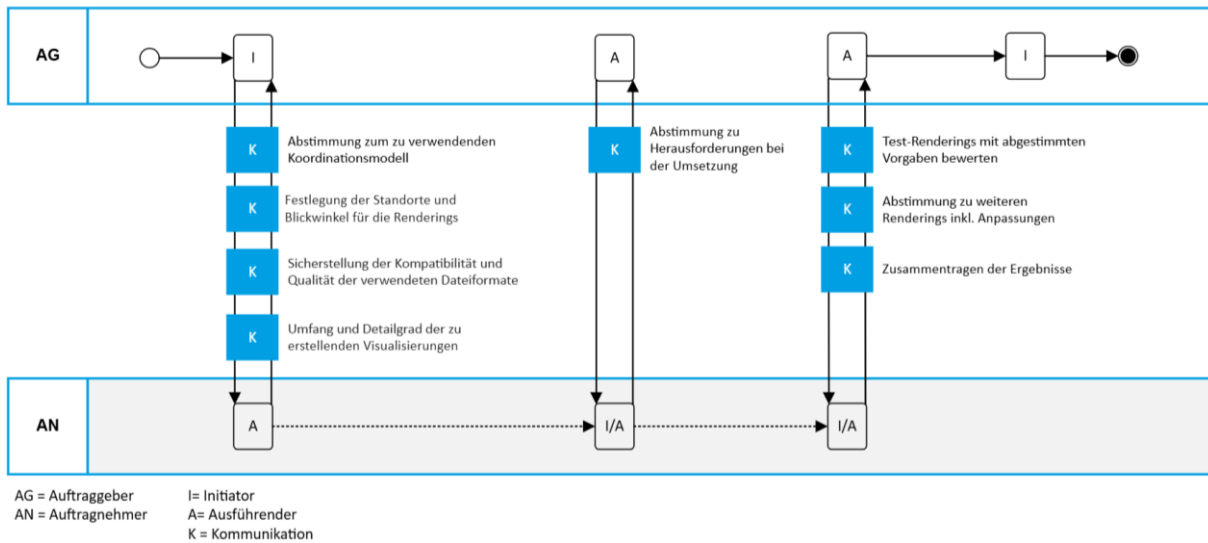 AG
I
A
A
I
K
Abstimmung zum zu verwendenden
Koordinationsmodell
K
Festlegung der Standorte und
Blickwinkel für die Renderings
K
Sicherstellung der Kompatibilität und
Qualität der verwendeten Dateiformate
K
Umfang und Detailgrad der zu
erstellenden Visualisierungen
K
Abstimmung zu
Herausforderungen bei
der Umsetzung
K
Test-Renderings mit abgestimmten
Vorgaben bewerten
K
Abstimmung zu weiteren
Renderings inkl. Anpassungen
K
Zusammentragen der Ergebnisse
AN
A
I/A
I/A
AG = Auftraggeber
AN = Auftragnehmer
I= Initiator
A= Ausführender
K = Kommunikation